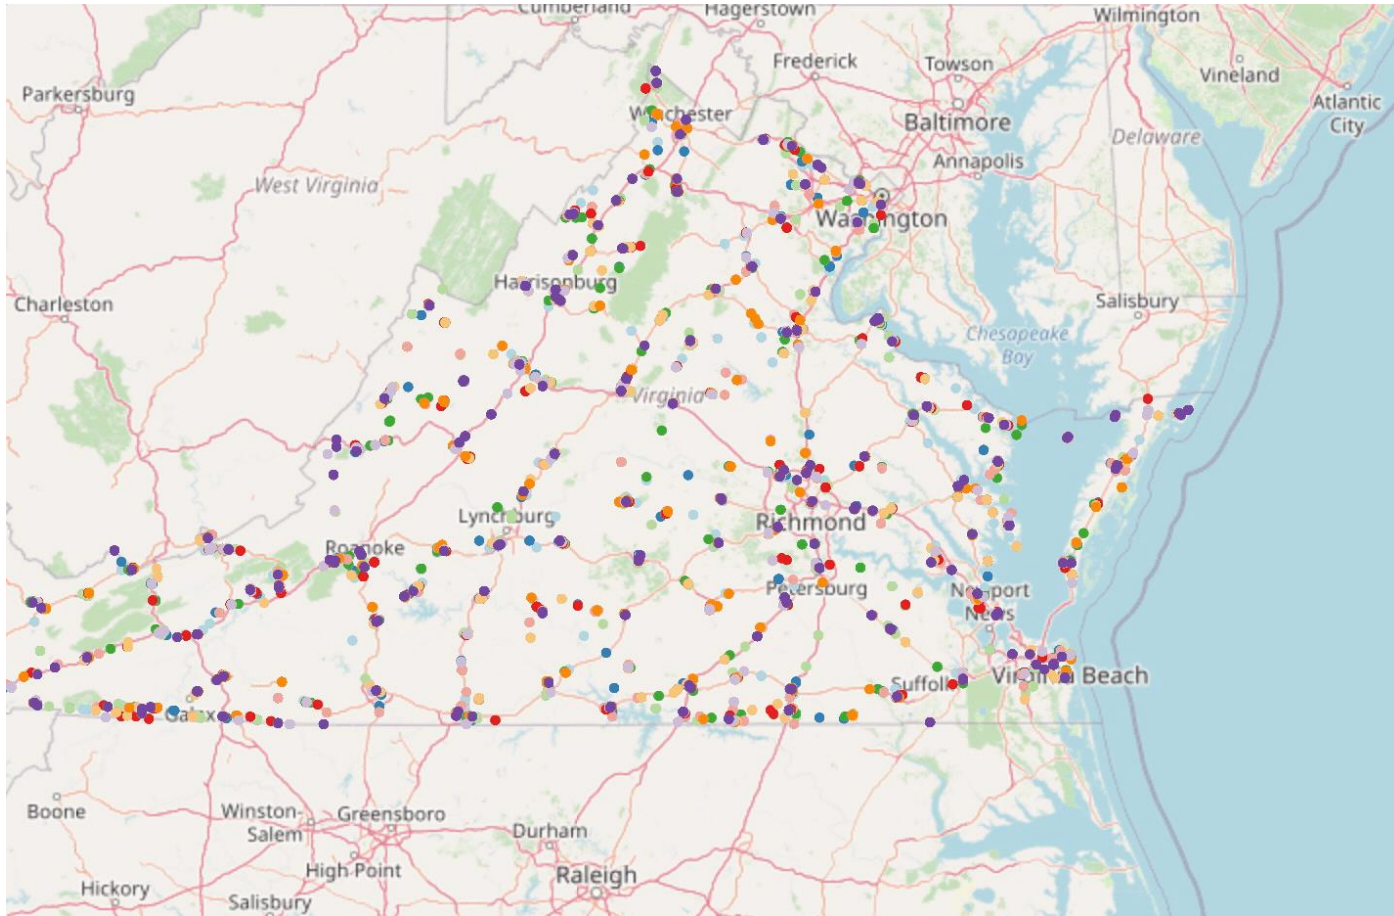 Cumberland
Hagerstown
Wilmington
Parkersburg
Frederick
Towson
Vineland
Atlantic
City
Winchester
Baltimore
Delaware
Annapolis
West Virginia
Washington
Harrisonburg
Charleston
Salisbury
Chesapeake
Bay
Virginia
Lynchburg
Richmond
Roanoke
Petersburg
Newport
News
Suffolk
Virginia Beach
Galax
Boone
Winston-
Salem
Greensboro
Durham
High Point
Raleigh
Hickory
Salisbury